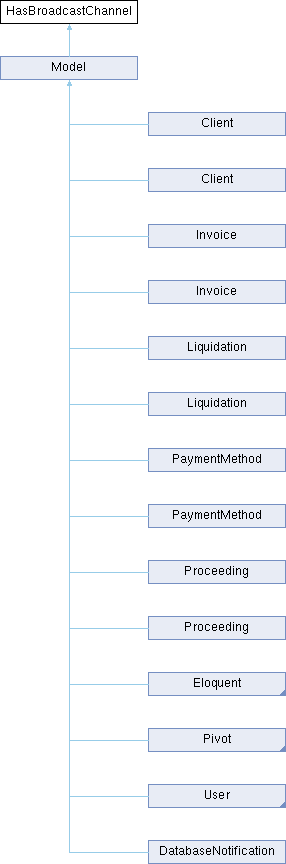 HasBroadcastChannel
Model
Client
Client
Invoice
Invoice
Liquidation
Liquidation
PaymentMethod
PaymentMethod
Proceeding
Proceeding
Eloquent
Pivot
User
DatabaseNotification